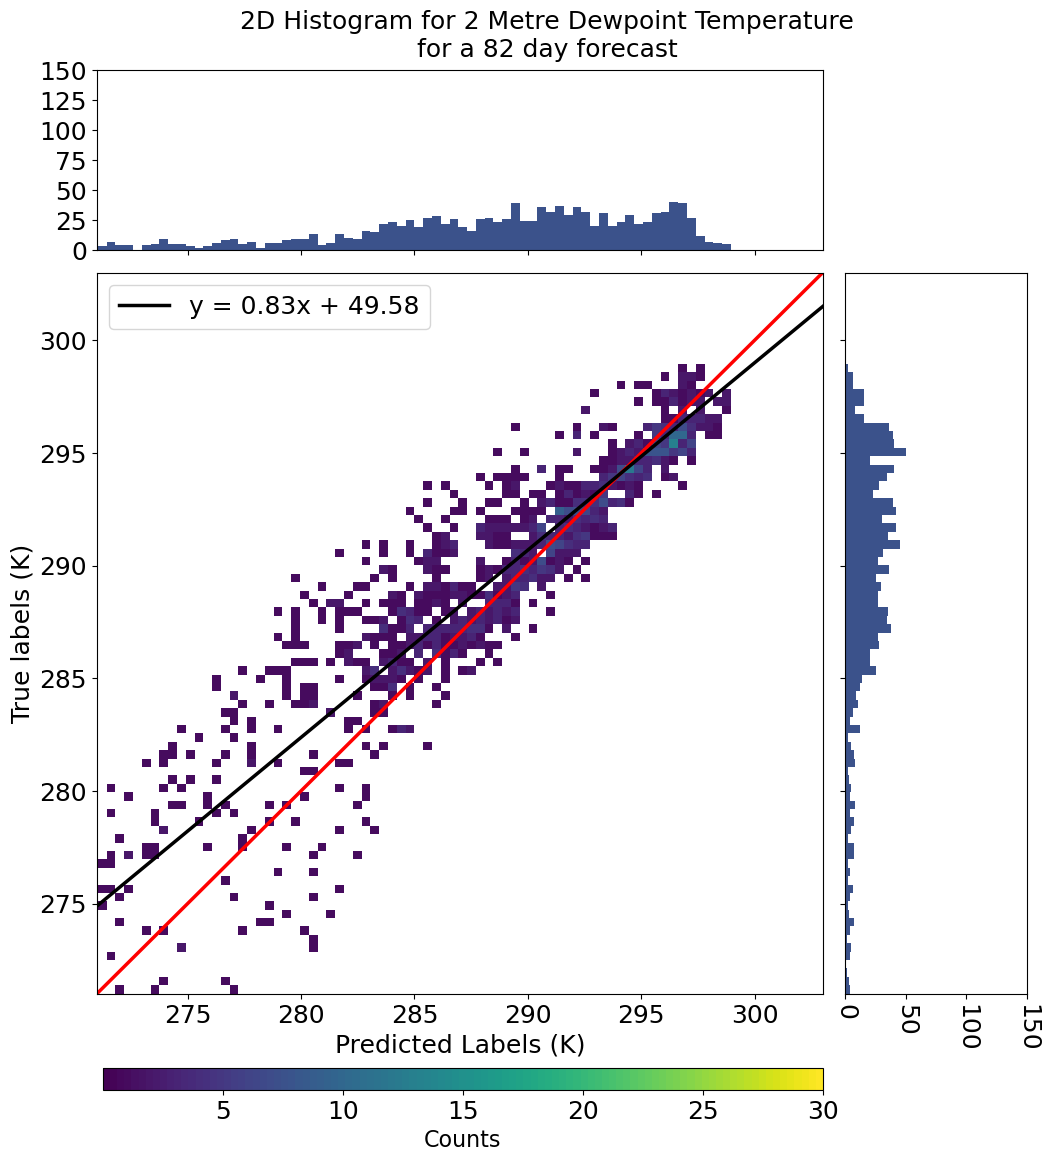 2D Histogram for 2 Metre Dewpoint Temperature
for a 82 day forecast
150
125
100
75
50
25
0
y = 0.83x + 49.58
300
295
290
285
280
275
True labels (K)
275 280 285 290 295 300
Predicted Labels (K)
0 50 100 150
5 10 15 20 25 30
Counts